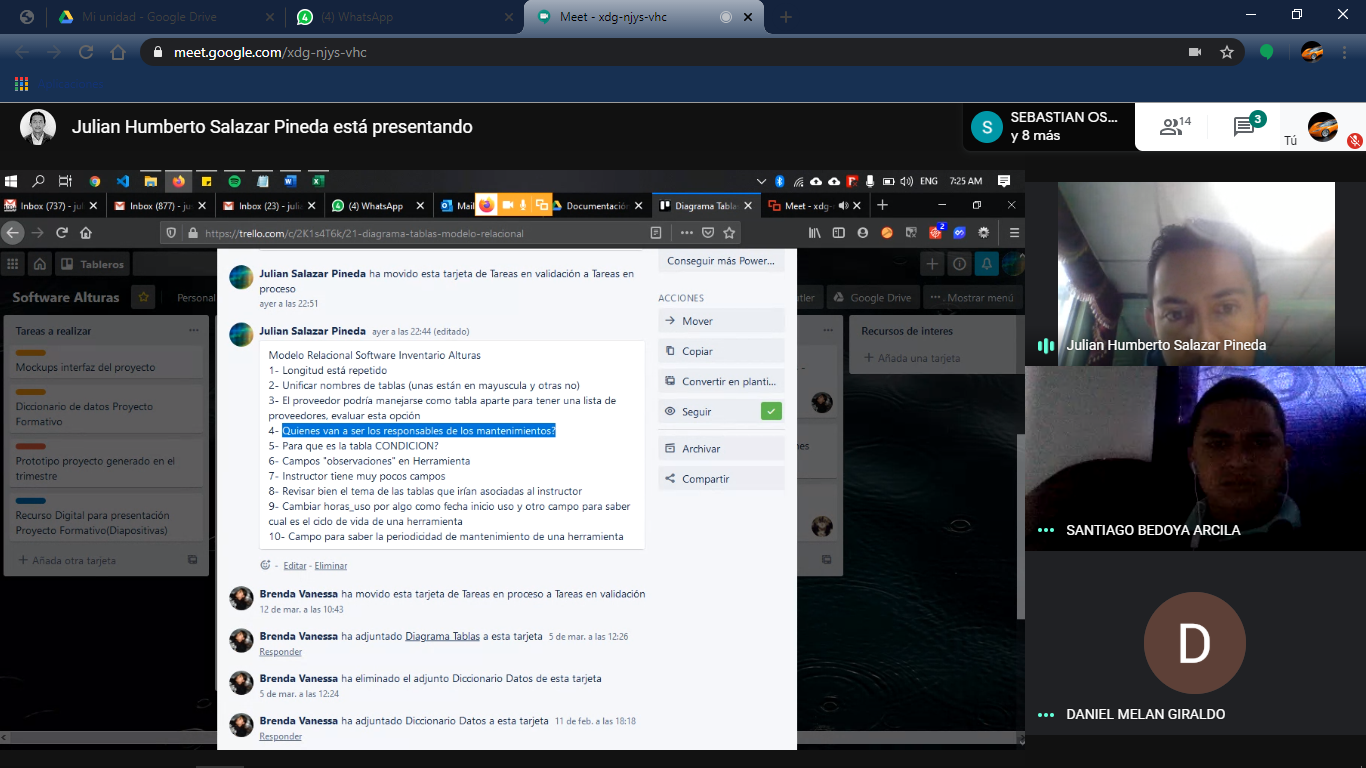 Mi unidad - Google Drive
4
(4) WhatsApp
Meet - xdg-njys-vhc
meet.google.com/xdg-njys-vhc
Julian Humberto Salazar Pineda está presentando
S
SEBASTIAN OS...
y 8 más
14
3
Tú
ENG
7:25 AM
Inbox (737) - jul
Inbox (877) - jus
Inbox (23) - julia
(4) WhatsApp
Mail
Documentación
Diagrama Tabla
Meet - xdg-
https://trello.com/c/2K1s4T6k/21-diagrama-tablas-modelo-relacional
2
Tableros
Software Alturas
Personal
Google Drive
Mostrar menú
Tareas a realizar
Mockups interfaz del proyecto
Diccionario de datos Proyecto
Formativo
Prototipo proyecto generado en el
trimestre
Recurso Digital para presentación
Proyecto Formativo(Diapositivas)
+ Añada otra tarjeta
Julian Salazar Pineda ha movido esta tarjeta de Tareas en validación a Tareas en
proceso
ayer a las 22:51
Julian Salazar Pineda ayer a las 22:44 (editado)
Modelo Relacional Software Inventario Alturas
1- Longitud está repetido
2- Unificar nombres de tablas (unas están en mayuscula y otras no)
3- El proveedor podría manejarse como tabla aparte para tener una lista de
proveedores, evaluar esta opción
4- Quienes van a ser los responsables de los mantenimientos?
5- Para que es la tabla CONDICION?
6- Campos "observaciones" en Herramienta
7- Instructor tiene muy pocos campos
8- Revisar bien el tema de las tablas que irían asociadas al instructor
9- Cambiar horas_uso por algo como fecha inicio uso y otro campo para saber
cual es el ciclo de vida de una herramienta
10- Campo para saber la periodicidad de mantenimiento de una herramienta
- Editar - Eliminar
Brenda Vanessa ha movido esta tarjeta de Tareas en proceso a Tareas en validación
12 de mar. a las 10:43
Brenda Vanessa ha adjuntado Diagrama Tablas a esta tarjeta 5 de mar. a las 12:26
Responder
Brenda Vanessa ha eliminado el adjunto Diccionario Datos de esta tarjeta
5 de mar. a las 12:24
Brenda Vanessa ha adjuntado Diccionario Datos a esta tarjeta 11 de feb. a las 18:18
Responder
Conseguir más Power...
ACCIONES
Mover
Copiar
Convertir en planti...
Seguir
Archivar
Compartir
Recursos de interes
+ Añada una tarjeta
Julian Humberto Salazar Pineda
SANTIAGO BEDOYA ARCILA
D
DANIEL MELAN GIRALDO